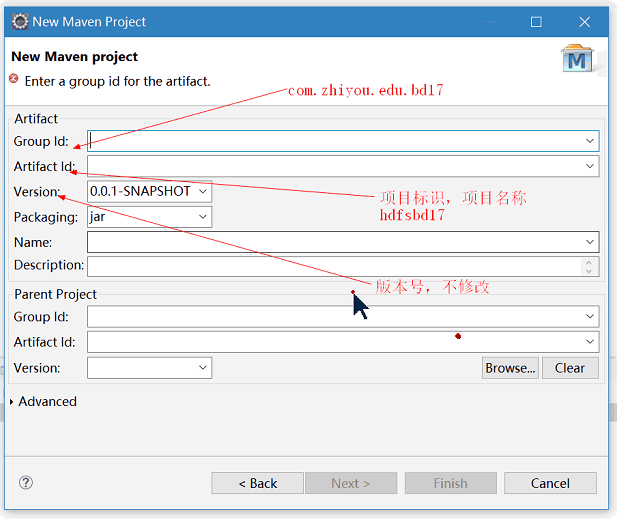 New Maven Project
New Maven project
Enter a group id for the artifact.
com.zhiyou.edu.bd17
Artifact
Group Id:
Artifact Id:
Version: 0.0.1-SNAPSHOT
项目标识，项目名称
hdfsbd17
Packaging: jar
Name:
Description:
版本号，不修改
Parent Project
Group Id:
Artifact Id:
Version:
Browse... Clear
Advanced
? < Back Next > Finish Cancel